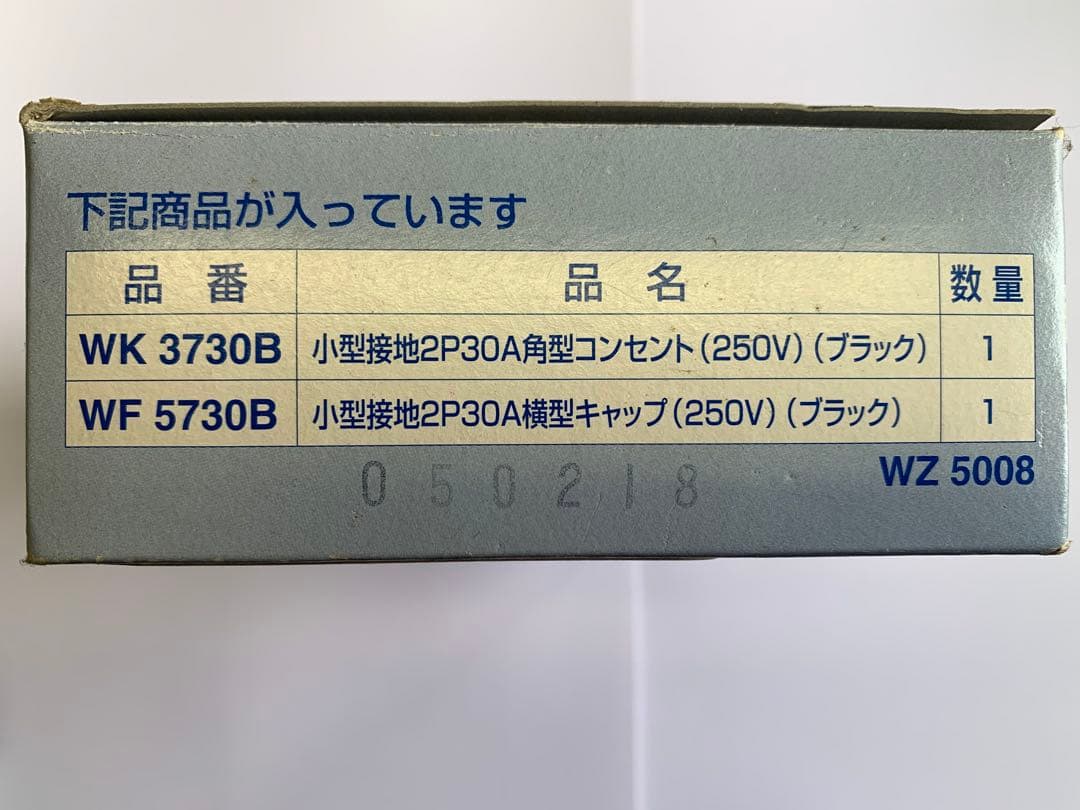 下記商品が入っています
品番 品名 数量
WK 3730B 小型接地2P30A角型コンセント(250V)(ブラック) 1
WF 5730B 小型接地2P30A横型キャップ(250V)(ブラック) 1
WZ 5008
050218